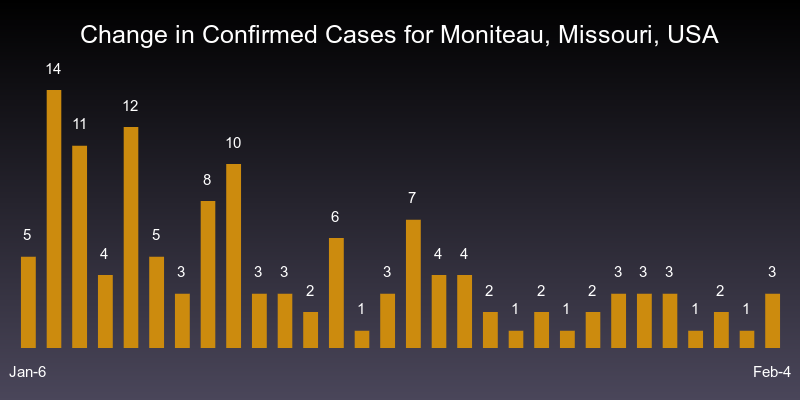 Change in Confirmed Cases for Moniteau, Missouri, USA
5 14 11 4 12 5 3 8 10 3 3 2 6 1 3 7 4 4 2 1 2 1 2 3 3 3 1 2 1 3
Jan-6 Feb-4